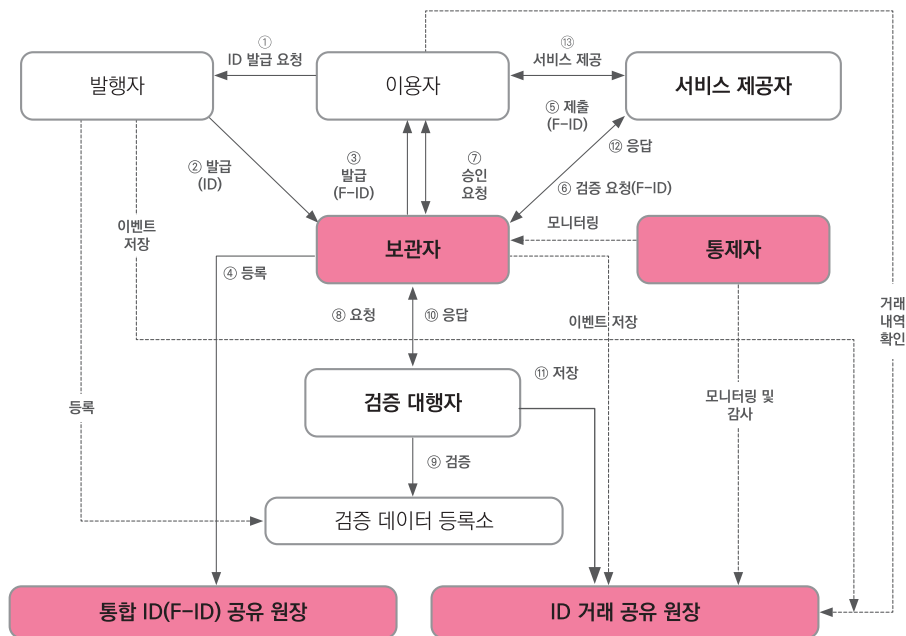 ①
ID 발급 요청
⑬
서비스 제공
발행자
이용자
서비스 제공자
⑤ 제출
(F-ID)
⑫ 응답
② 발급
(ID)
③
발급
(F-ID)
⑦
승인
요청
⑥ 검증 요청(F-ID)
이벤트
저장
모니터링
보관자
통제자
④ 등록
거래
내역
확인
⑧ 요청
⑩ 응답
이벤트 저장
⑪ 저장
검증 대행자
등록
모니터링 및
감사
⑨ 검증
검증 데이터 등록소
통합 ID(F-ID) 공유 원장
ID 거래 공유 원장